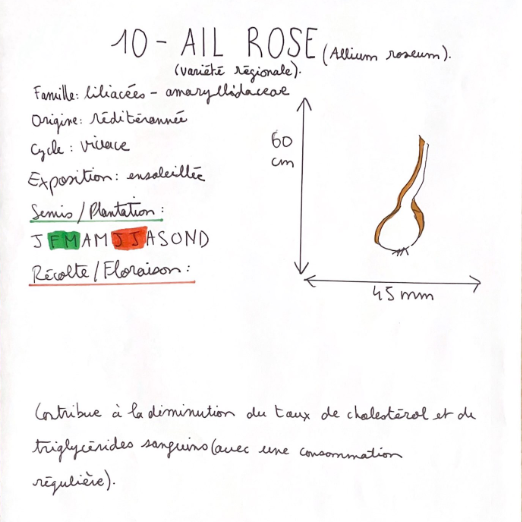 10 - AIL ROSE (Allium roseum).
(variété régionale).
Famille: liliacées - amaryllidaceae
Origine: Méditérannée
Cycle : vivace
Exposition: ensoleillée
Semis / Plantation :
J F M A M J J A S O N D
Récolte / Floraison :
60
cm
45 mm
Contribue à la diminution du taux de cholestérol et de
triglycérides sanguins (avec une consommation
régulière).